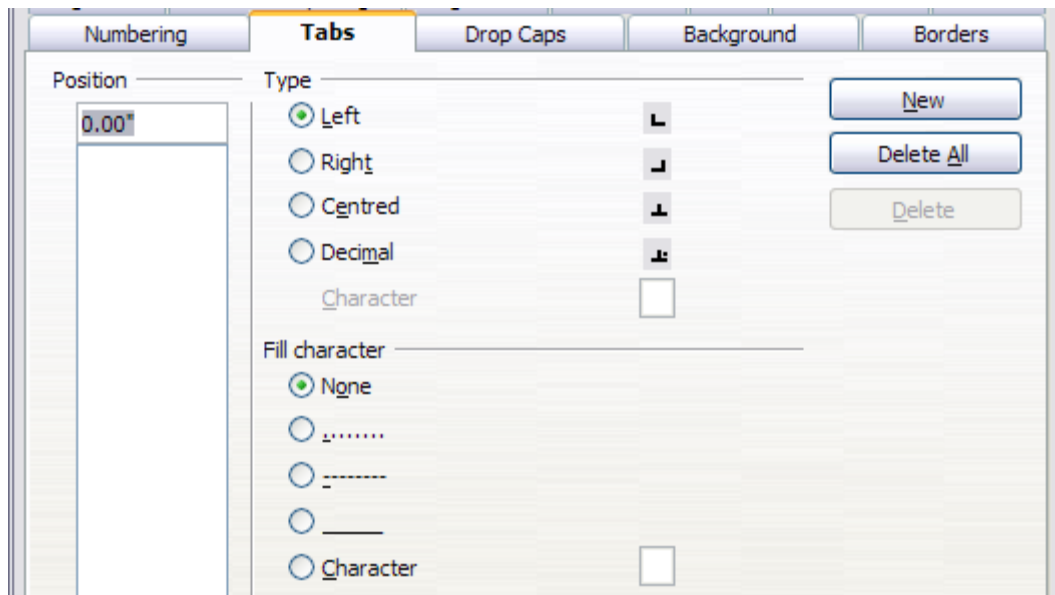 Numbering Tabs Drop Caps Background Borders
Position Type
0.00"
Left
Right
Centred
Decimal
Character
New
Delete All
Delete
Fill character
None
.........
---------
______
Character